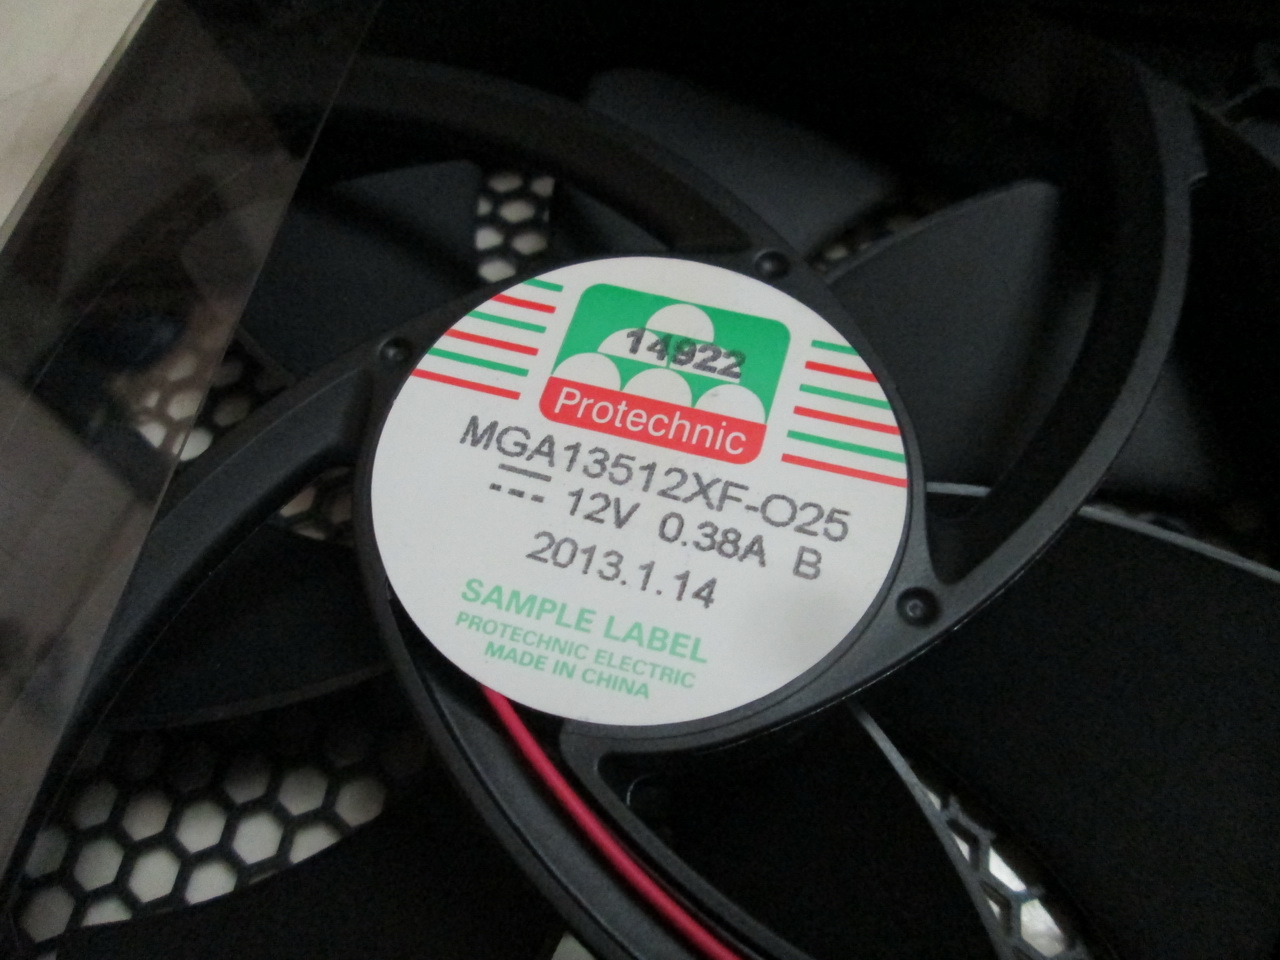 14922
Protechnic
MGA13512XF-O25
12V 0.38A B
2013.1.14
SAMPLE LABEL
PROTECHNIC ELECTRIC
MADE IN CHINA